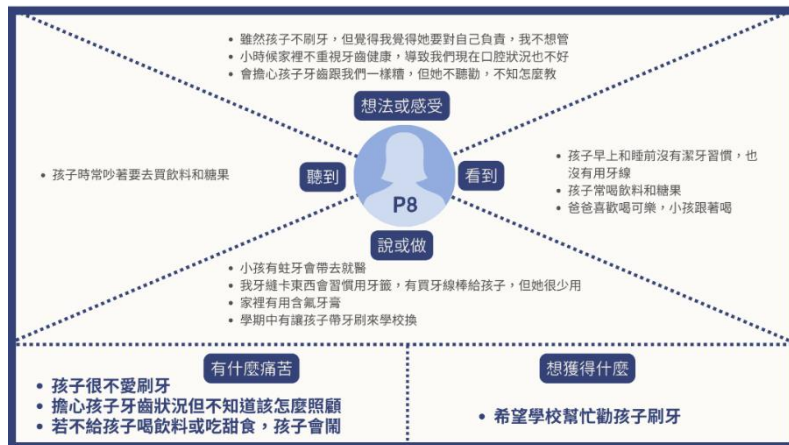 • 雖然孩子不刷牙，但覺得我覺得她要對自己負責，我不想管
• 小時候家裡不重視牙齒健康，導致我們現在口腔狀況也不好
• 會擔心孩子牙齒跟我們一樣糟，但她不聽勸，不知怎麼教
想法或感受
• 孩子時常吵著要去買飲料和糖果
聽到
P8
看到
• 孩子早上和睡前沒有潔牙習慣，也
沒有用牙線
• 孩子常喝飲料和糖果
• 爸爸喜歡喝可樂，小孩跟著喝
說或做
• 小孩有蛀牙會帶去就醫
• 我牙縫卡東西會習慣用牙籤，有買牙線棒給孩子，但她很少用
• 家裡有用含氟牙膏
• 學期中有讓孩子帶牙刷來學校換
有什麼痛苦
• 孩子很不愛刷牙
• 擔心孩子牙齒狀況但不知道該怎麼照顧
• 若不給孩子喝飲料或吃甜食，孩子會鬧
想獲得什麼
• 希望學校幫忙勸孩子刷牙